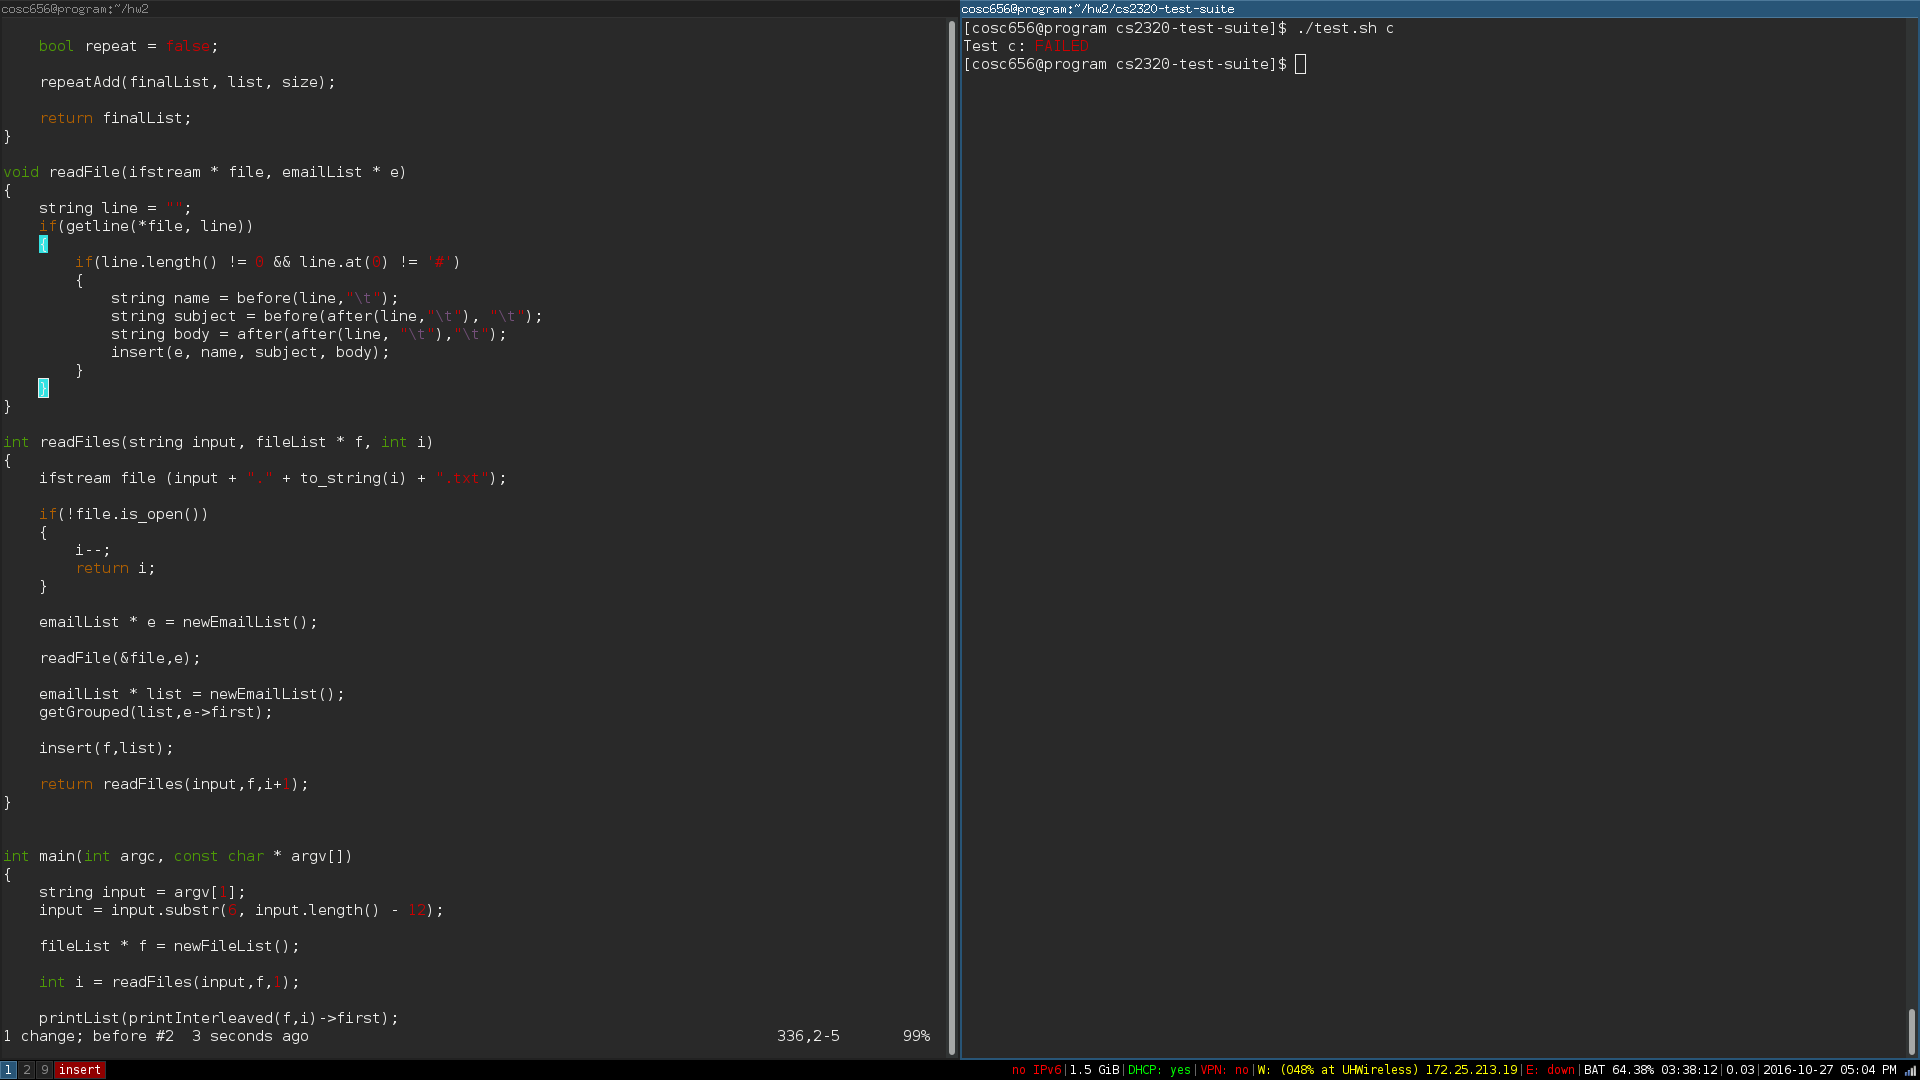 cosc656@program:~/hw2
    bool repeat = false;
    repeatAdd(finalList, list, size);
    return finalList;
}
void readFile(ifstream * file, emailList * e)
{
    string line = "";
    if(getline(*file, line))
    {
        if(line.length() != 0 && line.at(0) != '#')
        {
            string name = before(line,"\t");
            string subject = before(after(line,"\t"), "\t");
            string body = after(after(line, "\t"),"\t");
            insert(e, name, subject, body);
        }
    }
}
int readFiles(string input, fileList * f, int i)
{
    ifstream file (input + "." + to_string(i) + ".txt");
    if(!file.is_open())
    {
        i--;
        return i;
    }
    emailList * e = newEmailList();
    readFile(&file,e);
    emailList * list = newEmailList();
    getGrouped(list,e->first);
    insert(f,list);
    return readFiles(input,f,i+1);
}
int main(int argc, const char * argv[])
{
    string input = argv[1];
    input = input.substr(6, input.length() - 12);
    fileList * f = newFileList();
    int i = readFiles(input,f,1);
    printList(printInterleaved(f,i)->first);
1 change; before #2  3 seconds ago 336,2-5 99%
cosc656@program:~/hw2/cs2320-test-suite
[cosc656@program cs2320-test-suite]$ ./test.sh c
Test c: FAILED
[cosc656@program cs2320-test-suite]$
1 2 9 insert
no IPv6|1.5 GiB|DHCP: yes|VPN: no|W: (048% at UHWireless) 172.25.213.19|E: down|BAT 64.38% 03:38:12|0.03|2016-10-27 05:04 PM